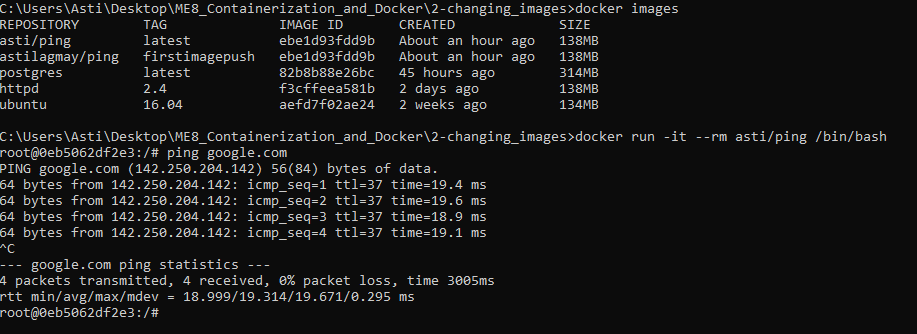 C:\Users\Asti\Desktop\ME8_Containerization_and_Docker\2-changing_images>docker images
REPOSITORY TAG IMAGE ID CREATED SIZE
asti/ping latest ebe1d93fdd9b About an hour ago 138MB
astilagmay/ping firstimagepush ebe1d93fdd9b About an hour ago 138MB
postgres latest 82b8b88e26bc 45 hours ago 314MB
httpd 2.4 f3cffeea581b 2 days ago 138MB
ubuntu 16.04 aefd7f02ae24 2 weeks ago 134MB
C:\Users\Asti\Desktop\ME8_Containerization_and_Docker\2-changing_images>docker run -it --rm asti/ping /bin/bash
root@0eb5062df2e3:/# ping google.com
PING google.com (142.250.204.142) 56(84) bytes of data.
64 bytes from 142.250.204.142: icmp_seq=1 ttl=37 time=19.4 ms
64 bytes from 142.250.204.142: icmp_seq=2 ttl=37 time=19.6 ms
64 bytes from 142.250.204.142: icmp_seq=3 ttl=37 time=18.9 ms
64 bytes from 142.250.204.142: icmp_seq=4 ttl=37 time=19.1 ms
^C
--- google.com ping statistics ---
4 packets transmitted, 4 received, 0% packet loss, time 3005ms
rtt min/avg/max/mdev = 18.999/19.314/19.671/0.295 ms
root@0eb5062df2e3:/#